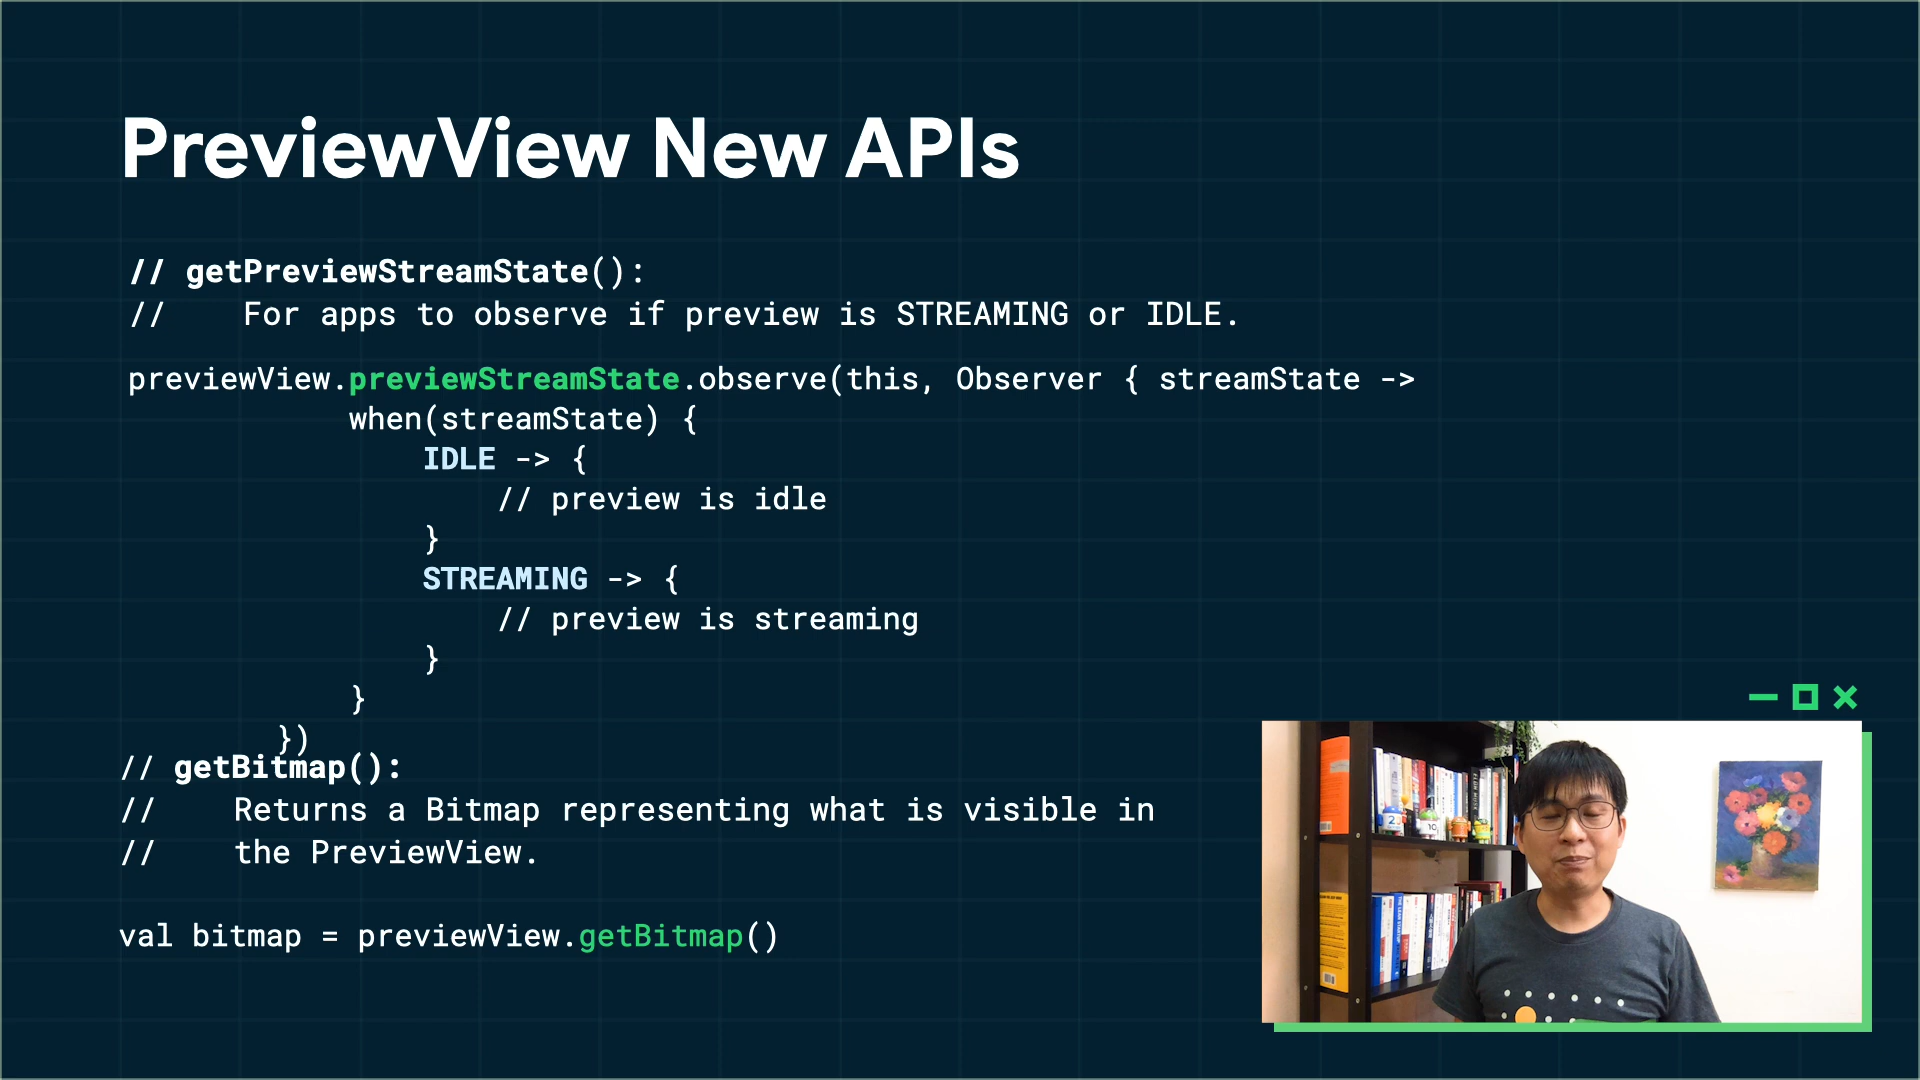 PreviewView New APIs
// getPreviewStreamState():
//    For apps to observe if preview is STREAMING or IDLE.
previewView.previewStreamState.observe(this, Observer { streamState ->
            when(streamState) {
                IDLE -> {
                    // preview is idle
                }
                STREAMING -> {
                    // preview is streaming
                }
            }
        })
// getBitmap():
//    Returns a Bitmap representing what is visible in
//    the PreviewView.
val bitmap = previewView.getBitmap()